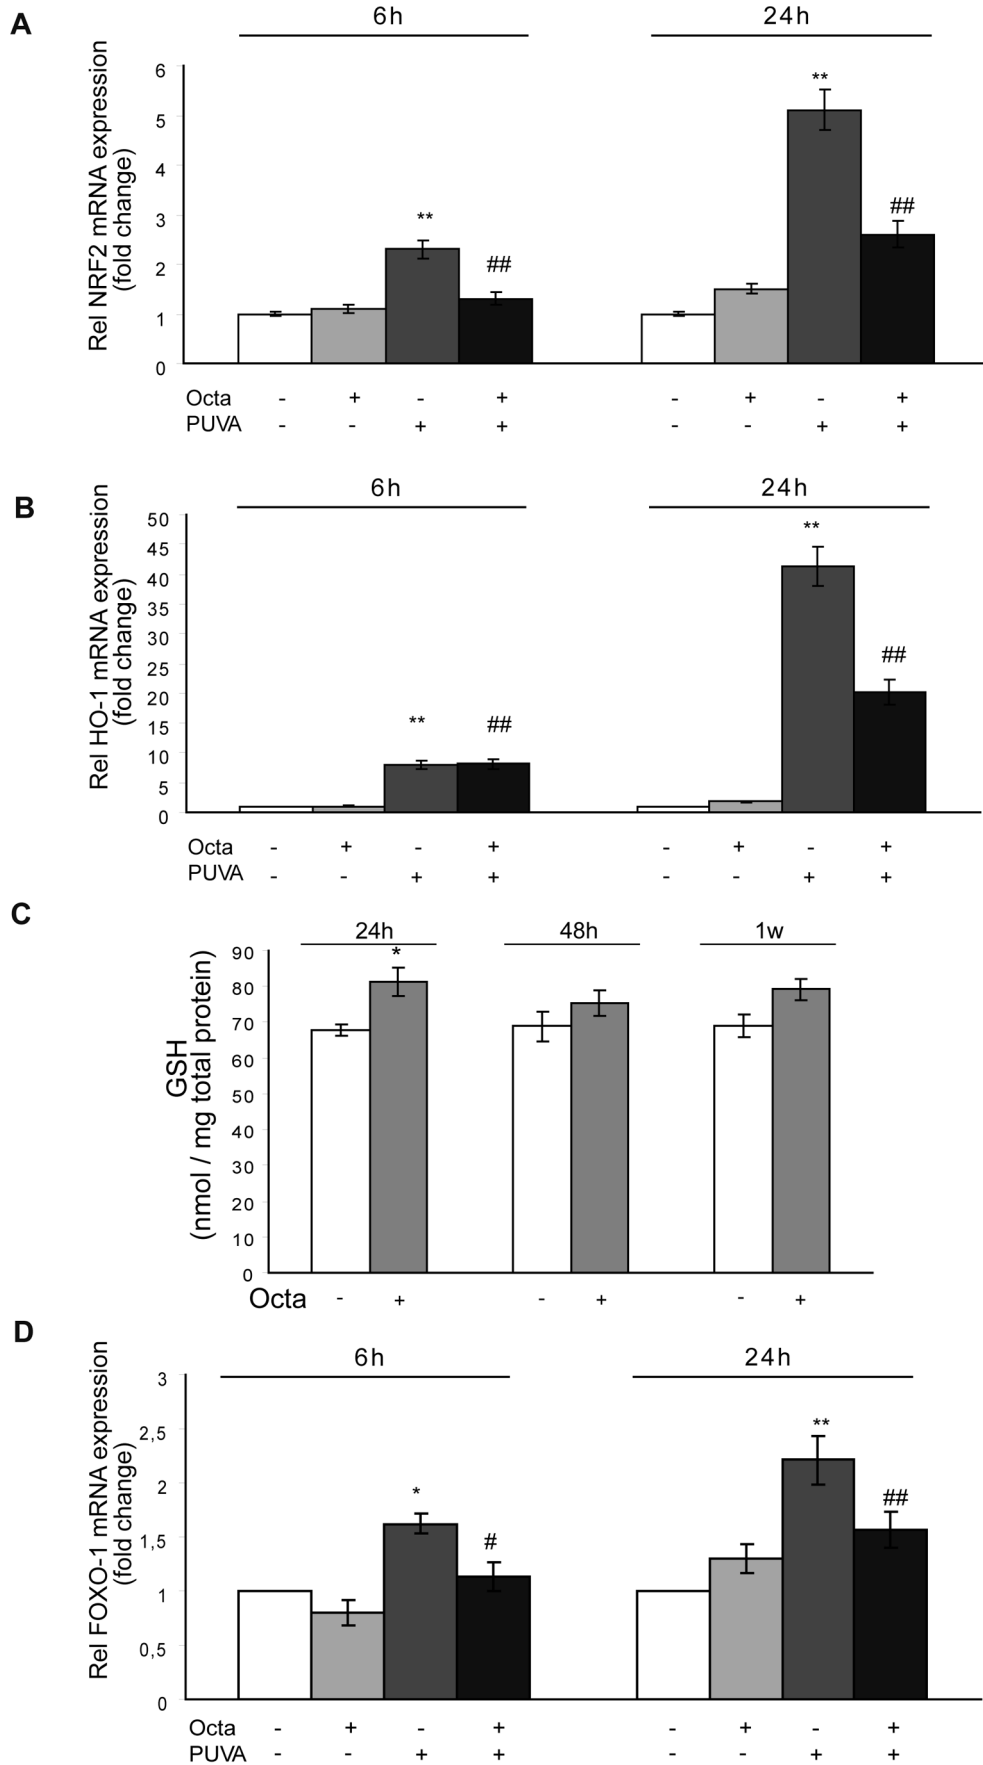 A
6h 24h
Rel NRF2 mRNA expression
(fold change)
6
5
4
3
2
1
0
** ## ** ##
Octa - + - + - + - +
PUVA - - + + - - + +
B
6h 24h
Rel HO-1 mRNA expression
(fold change)
50
45
40
35
30
25
20
15
10
5
0
** ## ** ##
Octa - + - + - + - +
PUVA - - + + - - + +
C
24h 48h 1w
GSH
(nmol / mg total protein)
90
80
70
60
50
40
30
20
10
0
*
Octa - + - + - +
D
6h 24h
Rel FOXO-1 mRNA expression
(fold change)
3
2,5
2
1,5
1
0,5
0
* # ** ##
Octa - + - + - + - +
PUVA - - + + - - + +